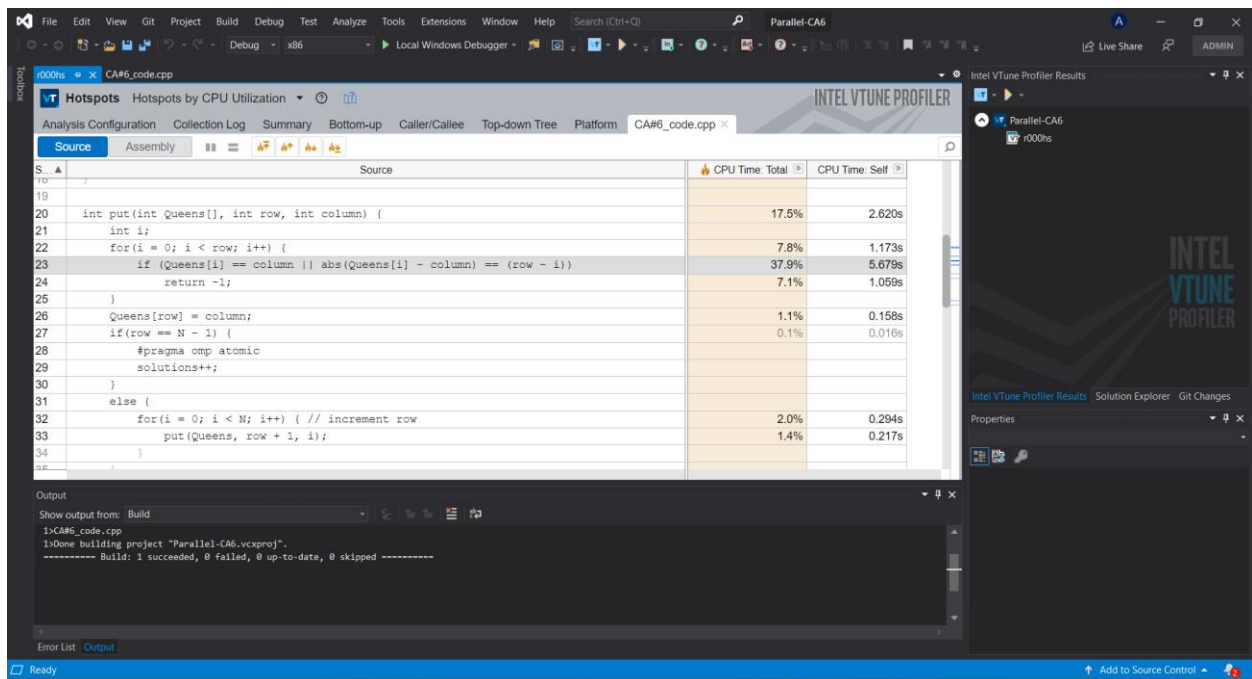 File Edit View Git Project Build Debug Test Analyze Tools Extensions Window Help Search (Ctrl+Q) Parallel-CA6 A
Debug x86 Local Windows Debugger Live Share ADMIN
Toolbox
r000hs CA#6_code.cpp
Hotspots Hotspots by CPU Utilization INTEL VTUNE PROFILER
Analysis Configuration Collection Log Summary Bottom-up Caller/Callee Top-down Tree Platform CA#6_code.cpp
Source Assembly
S... Source CPU Time: Total CPU Time: Self
19
20 int put(int Queens[], int row, int column) { 17.5% 2.620s
21 int i;
22 for(i = 0; i < row; i++) { 7.8% 1.173s
23 if (Queens[i] == column || abs(Queens[i] - column) == (row - i)) 37.9% 5.679s
24 return -1; 7.1% 1.059s
25 }
26 Queens[row] = column; 1.1% 0.158s
27 if(row == N - 1) { 0.1% 0.016s
28 #pragma omp atomic
29 solutions++;
30 }
31 else {
32 for(i = 0; i < N; i++) { // increment row 2.0% 0.294s
33 put(Queens, row + 1, i); 1.4% 0.217s
34 }
Intel VTune Profiler Results
Parallel-CA6
r000hs
INTEL
VTUNE
PROFILER
Intel VTune Profiler Results Solution Explorer Git Changes
Properties
Output
Show output from: Build
1>CA#6_code.cpp
1>Done building project "Parallel-CA6.vcxproj".
========== Build: 1 succeeded, 0 failed, 0 up-to-date, 0 skipped ==========
Error List Output
Ready Add to Source Control 2